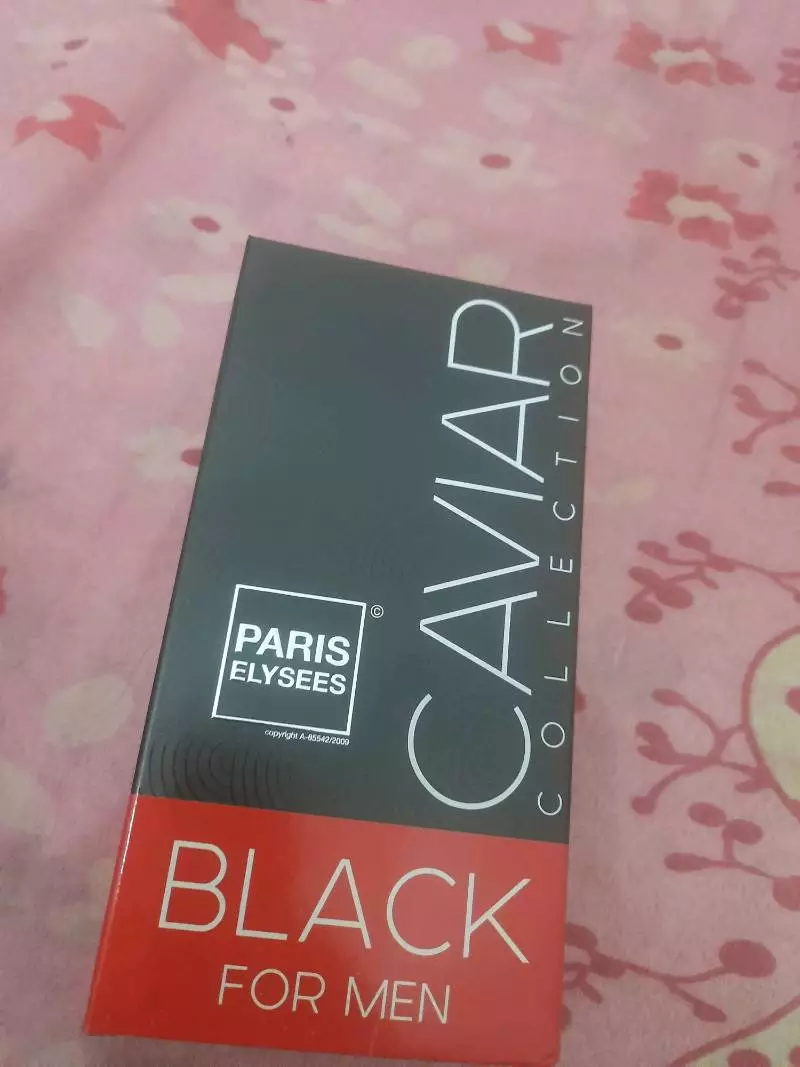 CAVIAR
COLLECTION
PARIS
ELYSEES
©
copyright A-85542/2009
BLACK
FOR MEN